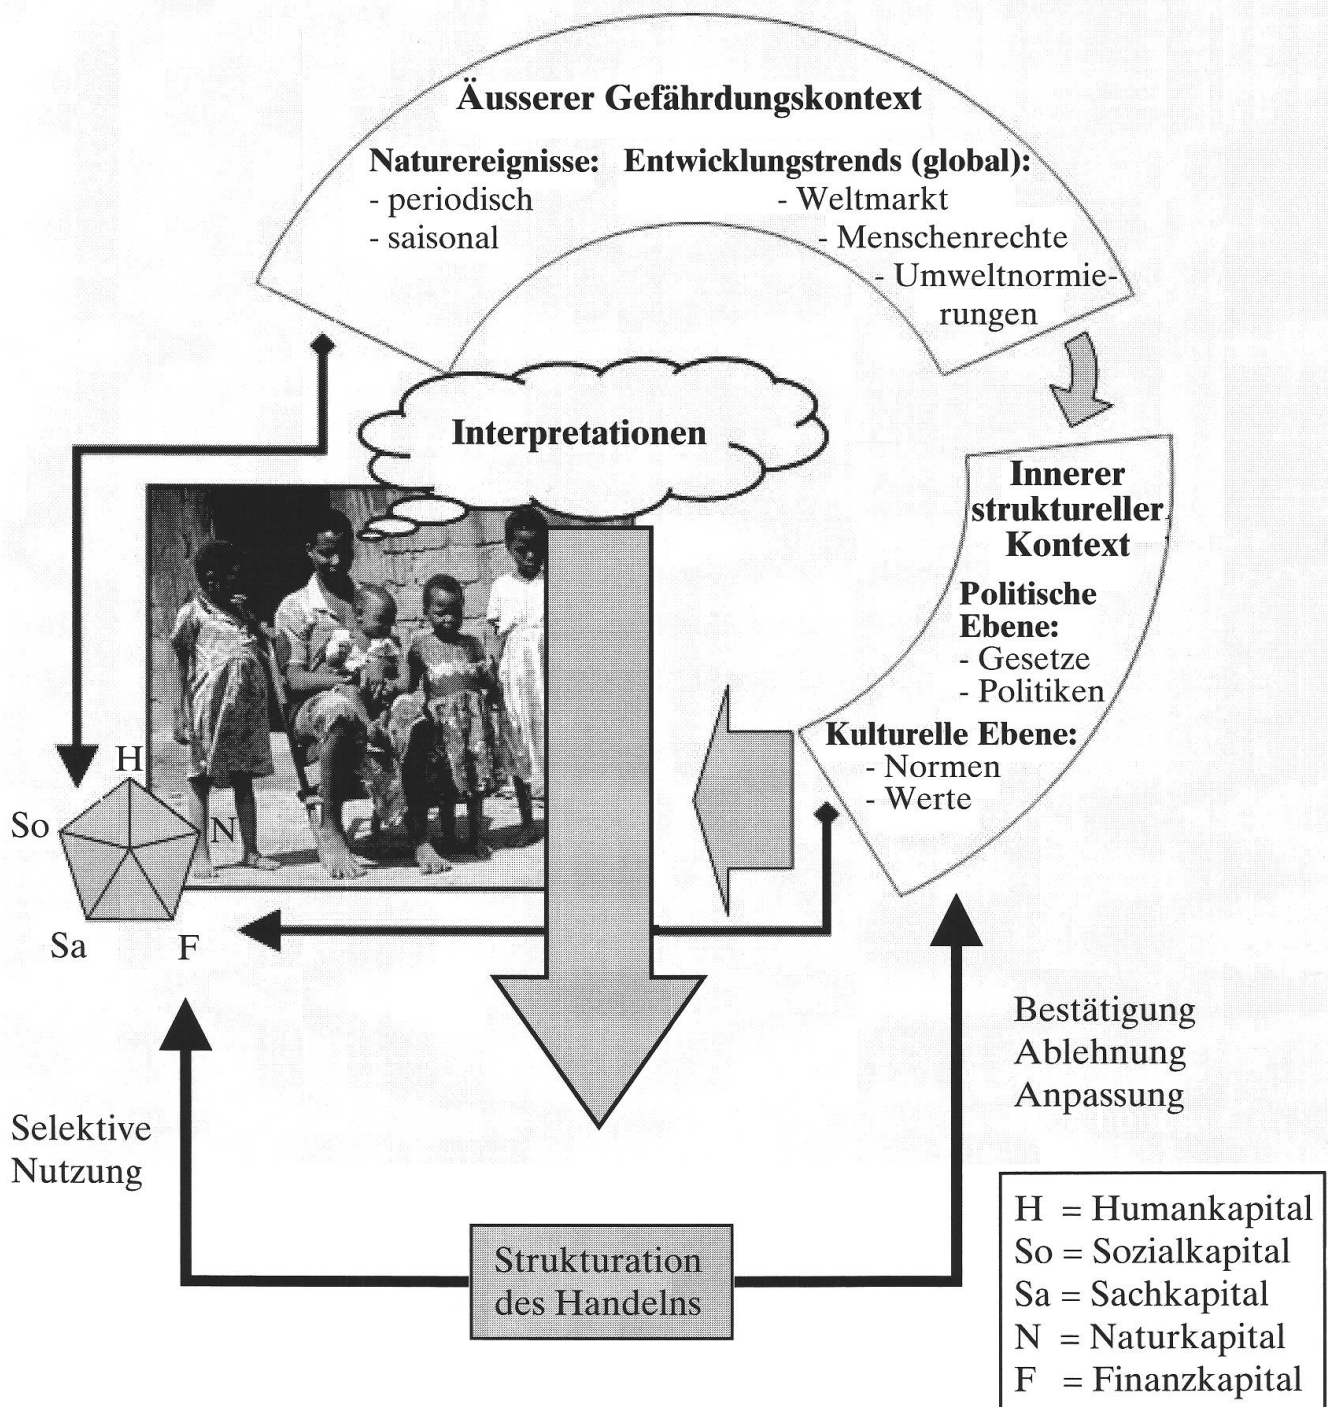 Äusserer Gefährdungskontext
Naturereignisse: Entwicklungstrends (global):
- periodisch
- saisonal
- Weltmarkt
- Menschenrechte
- Umweltnormie-
rungen
Interpretationen
Innerer
struktureller
Kontext
Politische
Ebene:
- Gesetze
- Politiken
Kulturelle Ebene:
- Normen
- Werte
H
So
N
Sa
F
Bestätigung
Ablehnung
Anpassung
Selektive
Nutzung
Strukturation
des Handelns
H = Humankapital
So = Sozialkapital
Sa = Sachkapital
N = Naturkapital
F = Finanzkapital